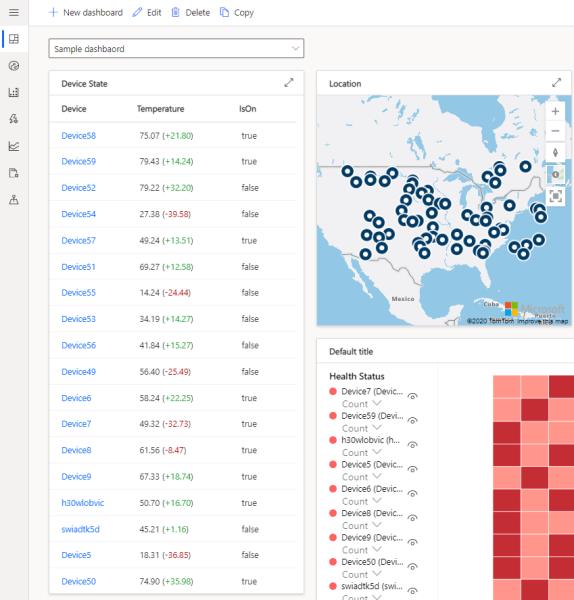 New dashboard Edit Delete Copy
Sample dashbaord
Device State
Device Temperature IsOn
Device58 75.07 (+21.80) true
Device59 79.43 (+14.24) true
Device52 79.22 (+32.20) false
Device54 27.38 (-39.58) false
Device57 49.24 (+13.51) true
Device51 69.27 (+12.58) false
Device55 14.24 (-24.44) false
Device53 34.19 (+14.27) false
Device56 41.84 (+15.27) false
Device49 56.40 (-25.49) false
Device6 58.24 (+22.25) true
Device7 49.32 (-32.73) true
Device8 61.56 (-8.47) true
Device9 67.33 (+18.74) true
h30wlobvic 50.70 (+16.70) true
swiadtk5d 45.21 (+1.16) false
Device5 18.31 (-36.85) false
Device50 74.90 (+35.98) true
Location
Mexico
Cuba
Microsoft
Puerto
©2020 TomTom Improve this map
Default title
Health Status
Device7 (Devic...
Count
Device59 (Devi...
Count
h30wlobvic (h...
Count
Device5 (Devic...
Count
Device6 (Devic...
Count
Device8 (Devic...
Count
Device9 (Devic...
Count
Device50 (Devi...
Count
swiadtk5d (swi...
Count